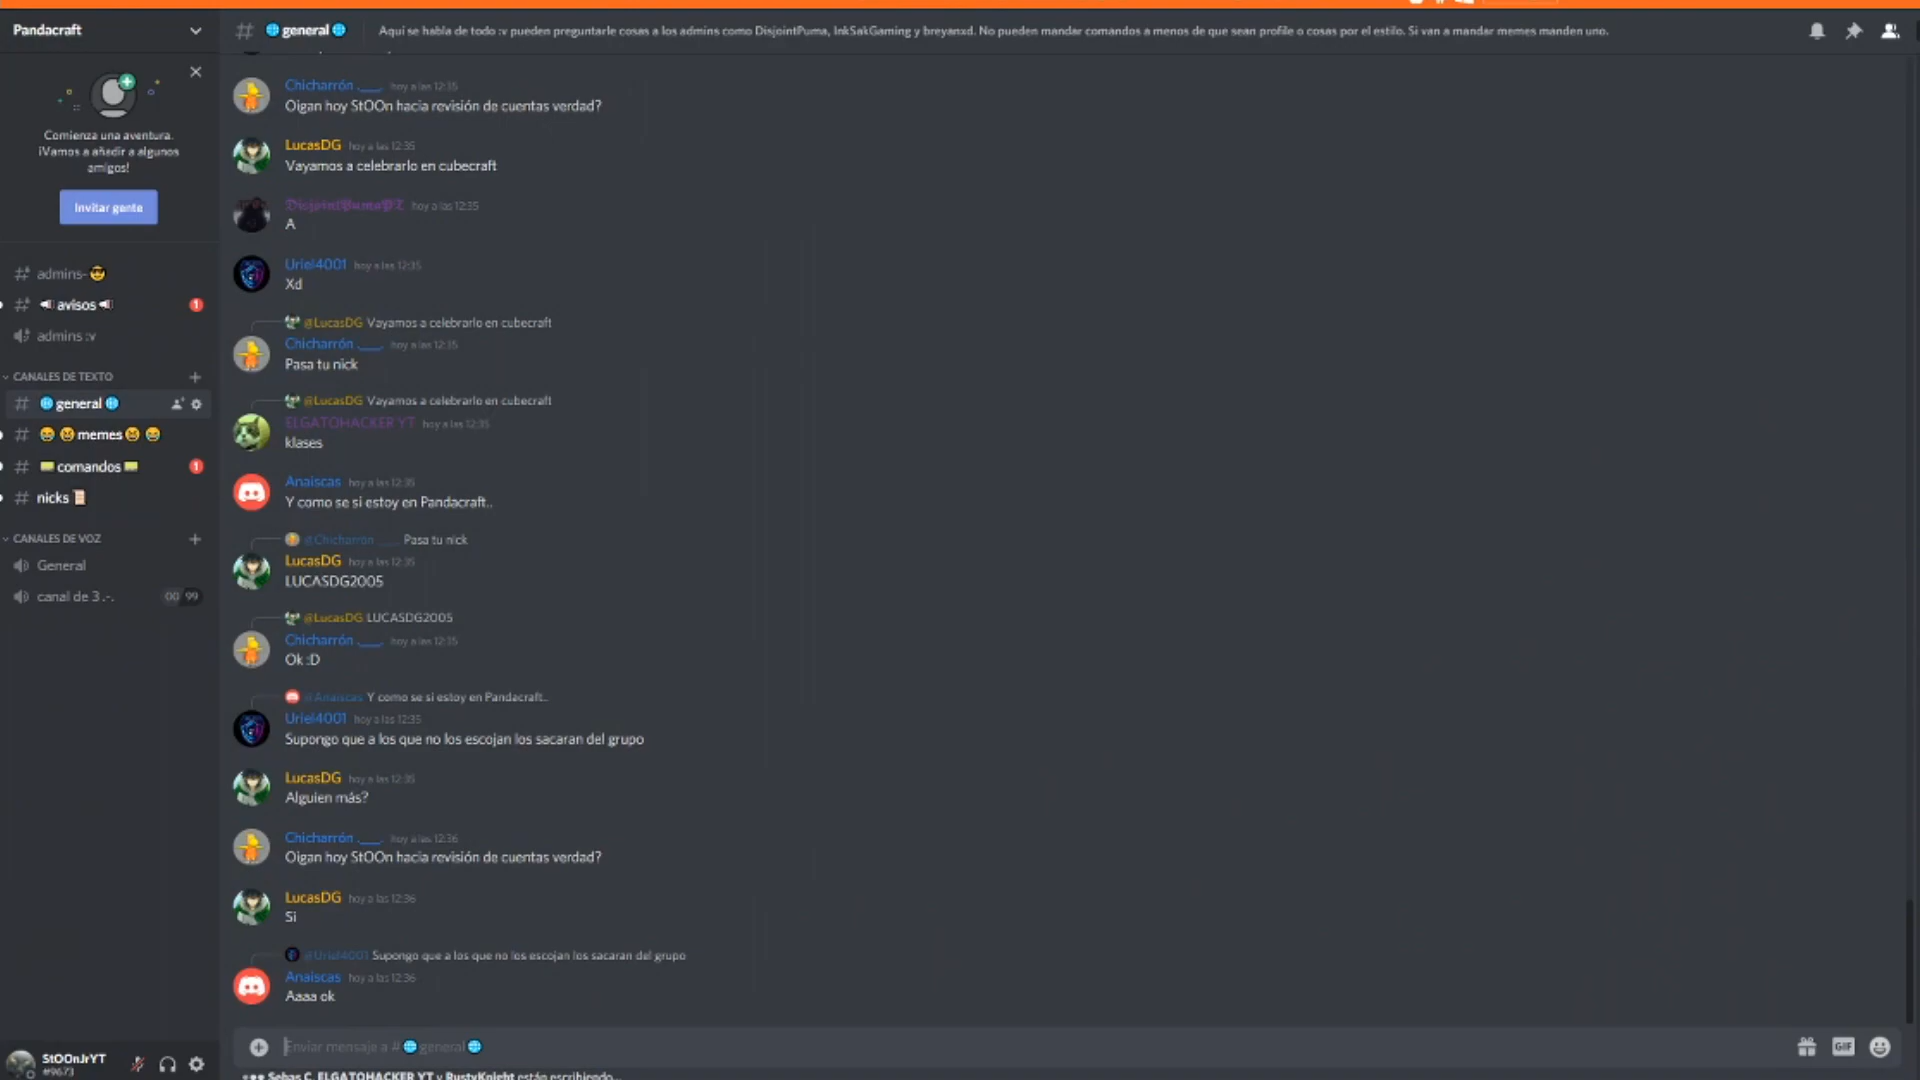 Pandacraft
Comienza una aventura.
¡Vamos a añadir a algunos
amigos!
Invitar gente
admins-😎
avisos
1
admins :v
CANALES DE TEXTO
general
memes
comandos
1
nicks
CANALES DE VOZ
General
canal de 3 .-.
00 99
StOOnJrYT
#9673
general
Aqui se habla de todo :v pueden preguntarle cosas a los admins como DisjointPuma, InkSakGaming y breyanxd. No pueden mandar comandos a menos de que sean profile o cosas por el estilo. Si van a mandar memes manden uno.
Chicharrón .___. hoy a las 12:35
Oigan hoy StOOn hacia revisión de cuentas verdad?
LucasDG hoy a las 12:35
Vayamos a celebrarlo en cubecraft
hoy a las 12:35
A
Uriel4001 hoy a las 12:35
Xd
@LucasDG Vayamos a celebrarlo en cubecraft
Chicharrón .___. hoy a las 12:35
Pasa tu nick
@LucasDG Vayamos a celebrarlo en cubecraft
ELGATOHACKER YT hoy a las 12:35
klases
Anaiscas hoy a las 12:35
Y como se si estoy en Pandacraft..
@Chicharrón .___. Pasa tu nick
LucasDG hoy a las 12:35
LUCASDG2005
@LucasDG LUCASDG2005
Chicharrón .___. hoy a las 12:35
Ok :D
@Anaiscas Y como se si estoy en Pandacraft..
Uriel4001 hoy a las 12:35
Supongo que a los que no los escojan los sacaran del grupo
LucasDG hoy a las 12:35
Alguien más?
Chicharrón .___. hoy a las 12:36
Oigan hoy StOOn hacia revisión de cuentas verdad?
LucasDG hoy a las 12:36
Si
@Uriel4001 Supongo que a los que no los escojan los sacaran del grupo
Anaiscas hoy a las 12:36
Aaaa ok
Enviar mensaje a # general
GIF
Sebas C, ELGATOHACKER YT y RustyKnight están escribiendo...